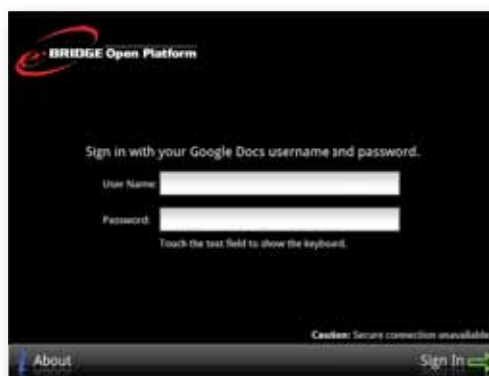 e-BRIDGE Open Platform
Sign in with your Google Docs username and password.
User Name:
Password:
Touch the text field to show the keyboard.
Caution: Secure connection unavailable
About
Sign In